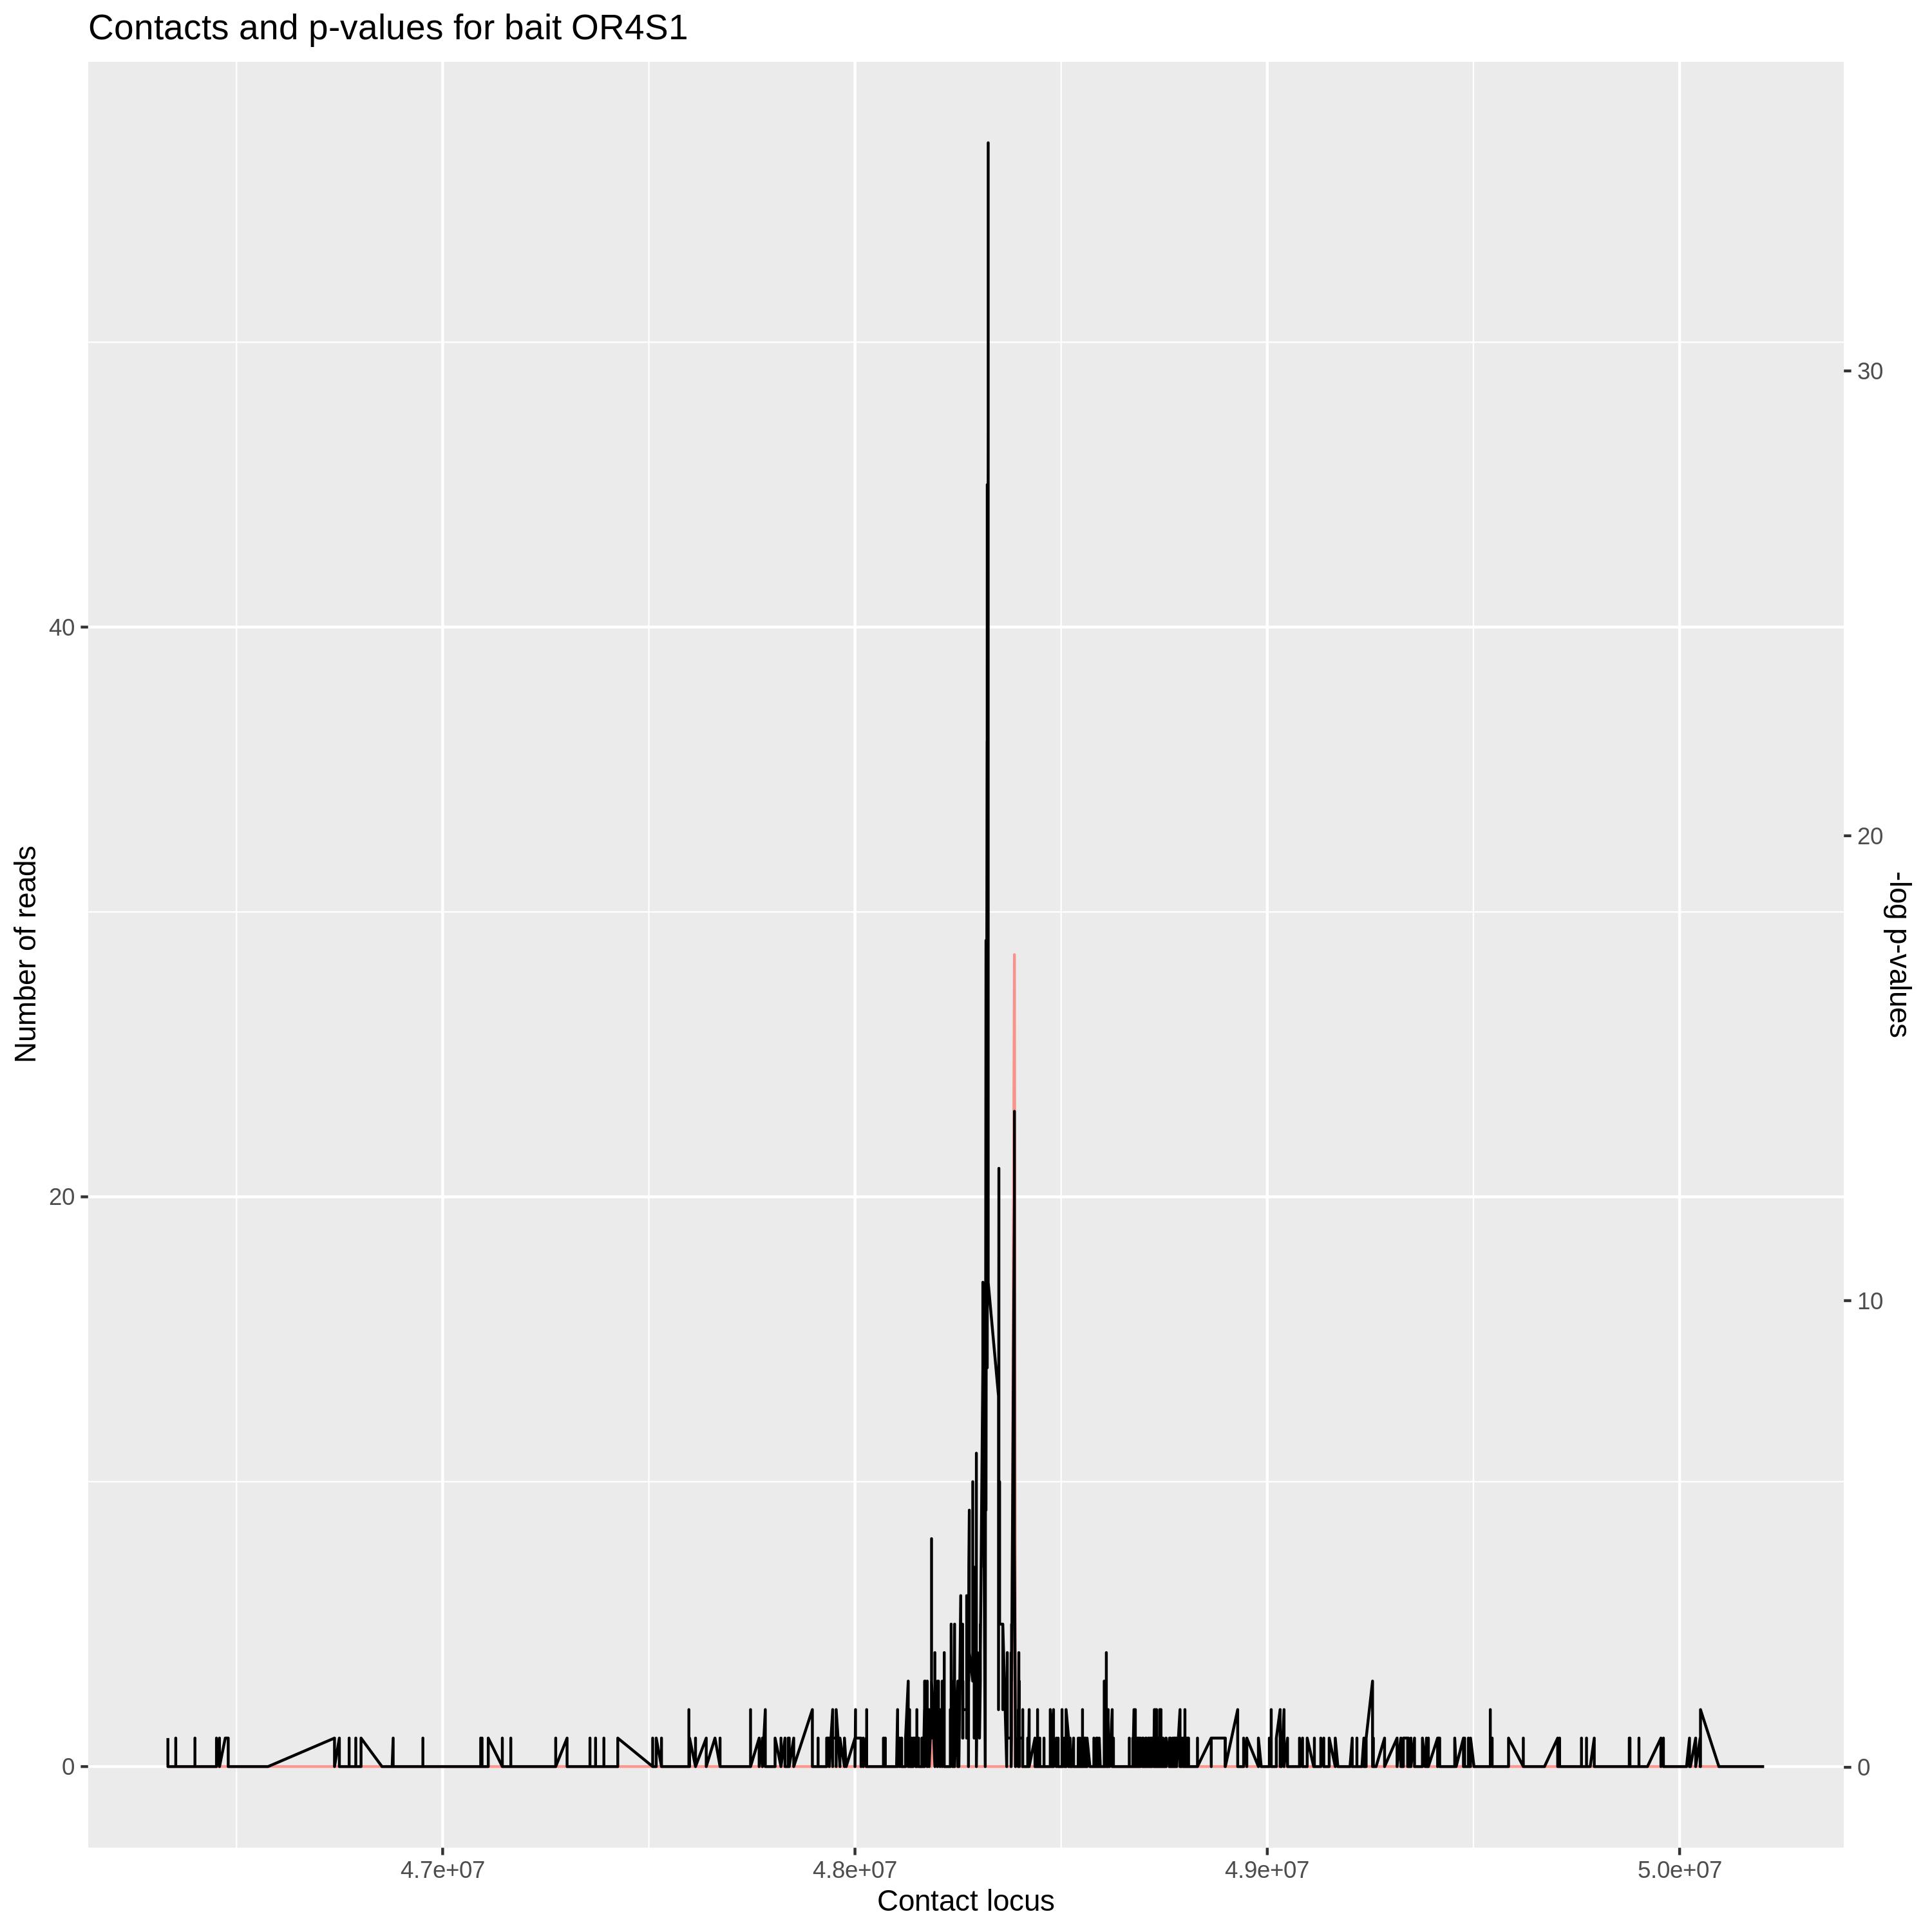 Contacts and p-values for bait OR4S1
40
20
0
Number of reads
30
20
10
0
-log p-values
4.7e+07
4.8e+07
4.9e+07
5.0e+07
Contact locus